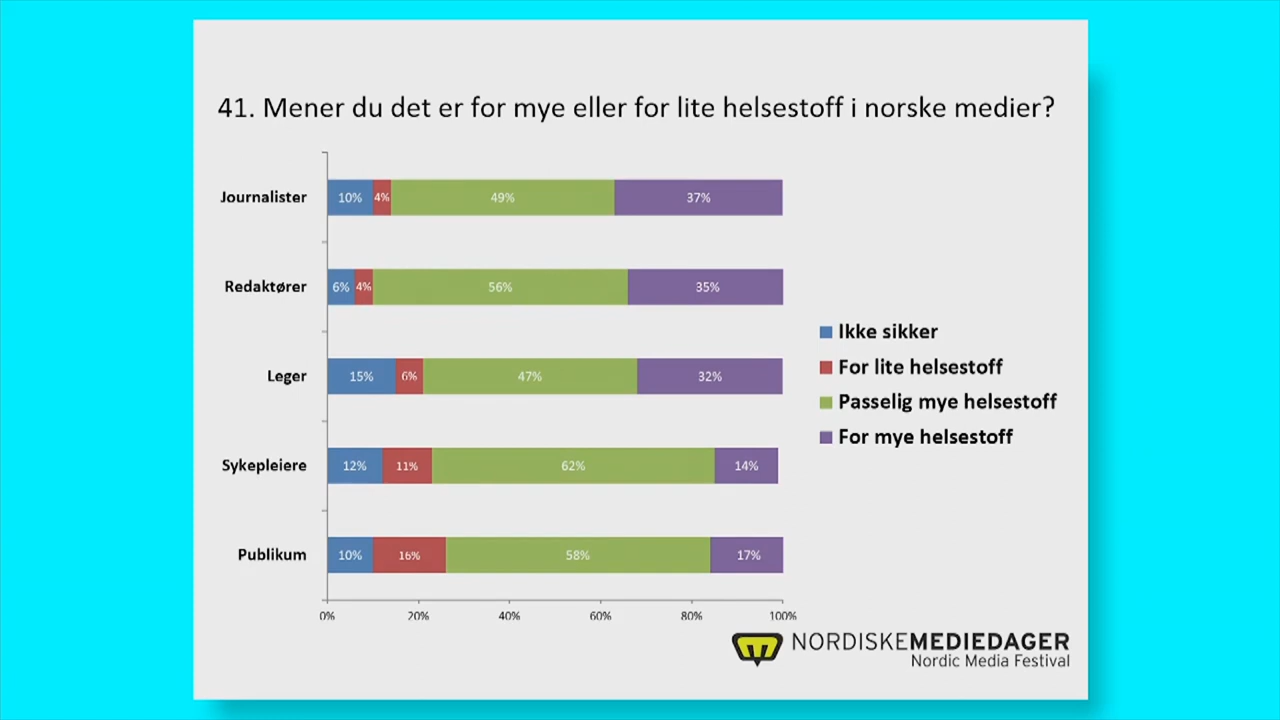 41. Mener du det er for mye eller for lite helsestoff i norske medier?
Journalister 10% 4% 49% 37%
Redaktører 6% 4% 56% 35%
Leger 15% 6% 47% 32%
Sykepleiere 12% 11% 62% 14%
Publikum 10% 16% 58% 17%
0% 20% 40% 60% 80% 100%
Ikke sikker
For lite helsestoff
Passelig mye helsestoff
For mye helsestoff
NORDISKEMEDIEDAGER
Nordic Media Festival